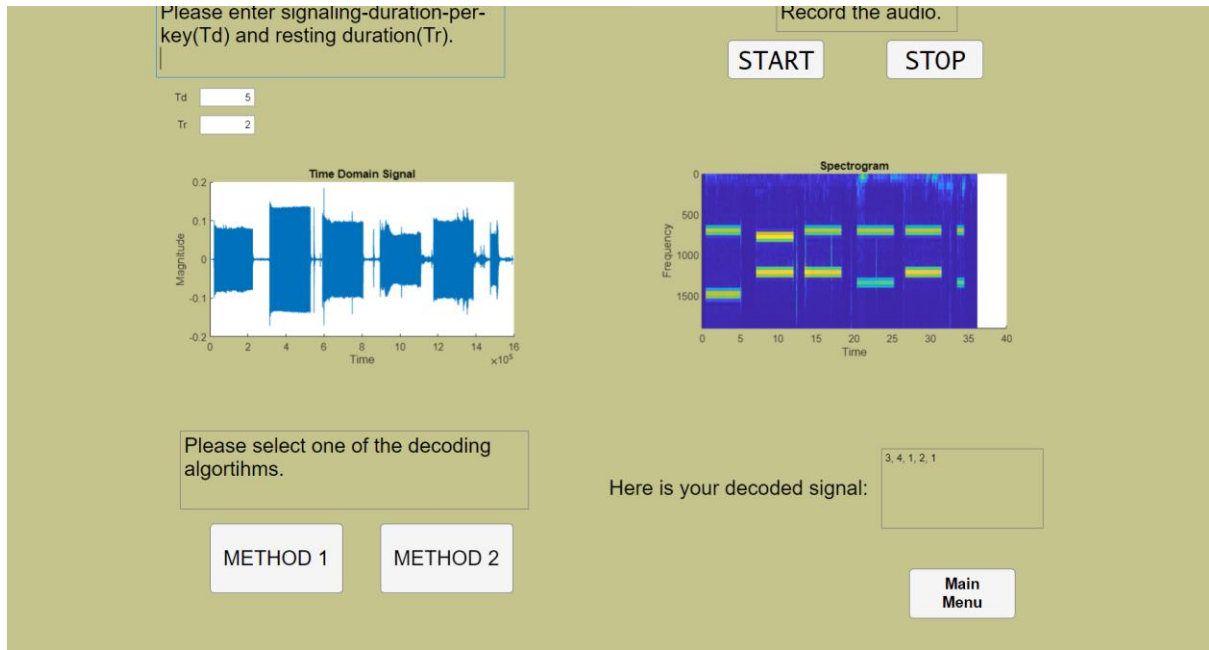 Please enter signaling-duration-per-
key(Td) and resting duration(Tr).
Record the audio.
START
STOP
Td
5
Tr
2
Time Domain Signal
0.2
0.1
0
-0.1
-0.2
Magnitude
0 2 4 6 8 10 12 14 16
Time
×10⁵
Spectrogram
0
500
1000
1500
Frequency
0 5 10 15 20 25 30 35 40
Time
Please select one of the decoding
algortihms.
METHOD 1
METHOD 2
Here is your decoded signal:
3, 4, 1, 2, 1
Main
Menu